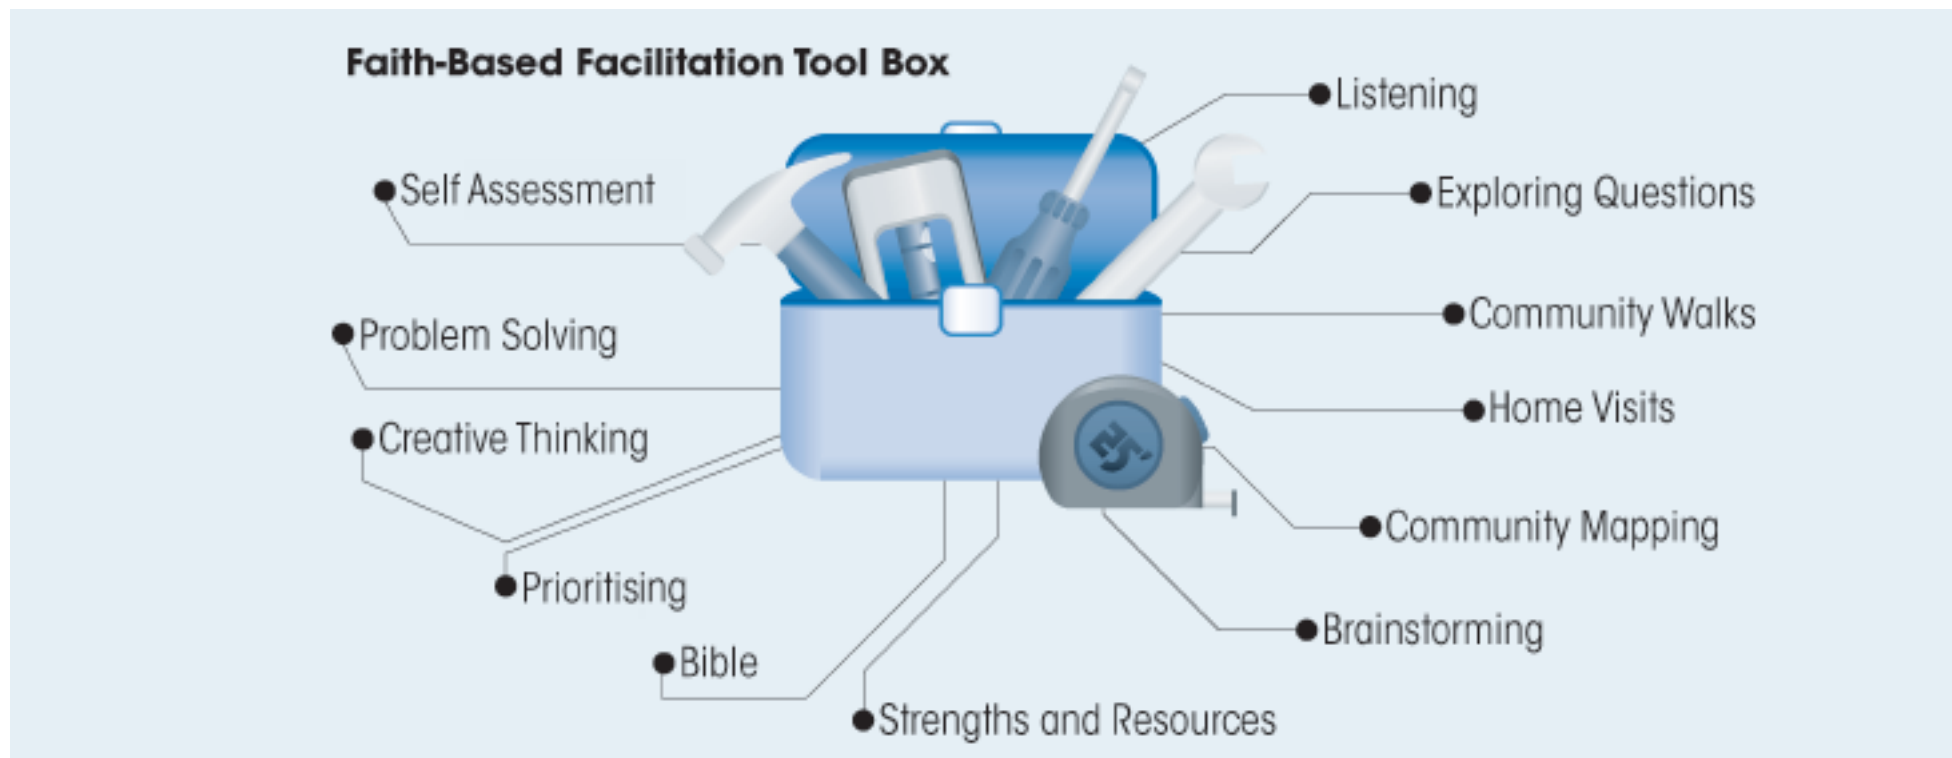 Faith-Based Facilitation Tool Box
Listening
Self Assessment
Exploring Questions
Community Walks
Problem Solving
Home Visits
Creative Thinking
Community Mapping
Prioritising
Brainstorming
Bible
Strengths and Resources